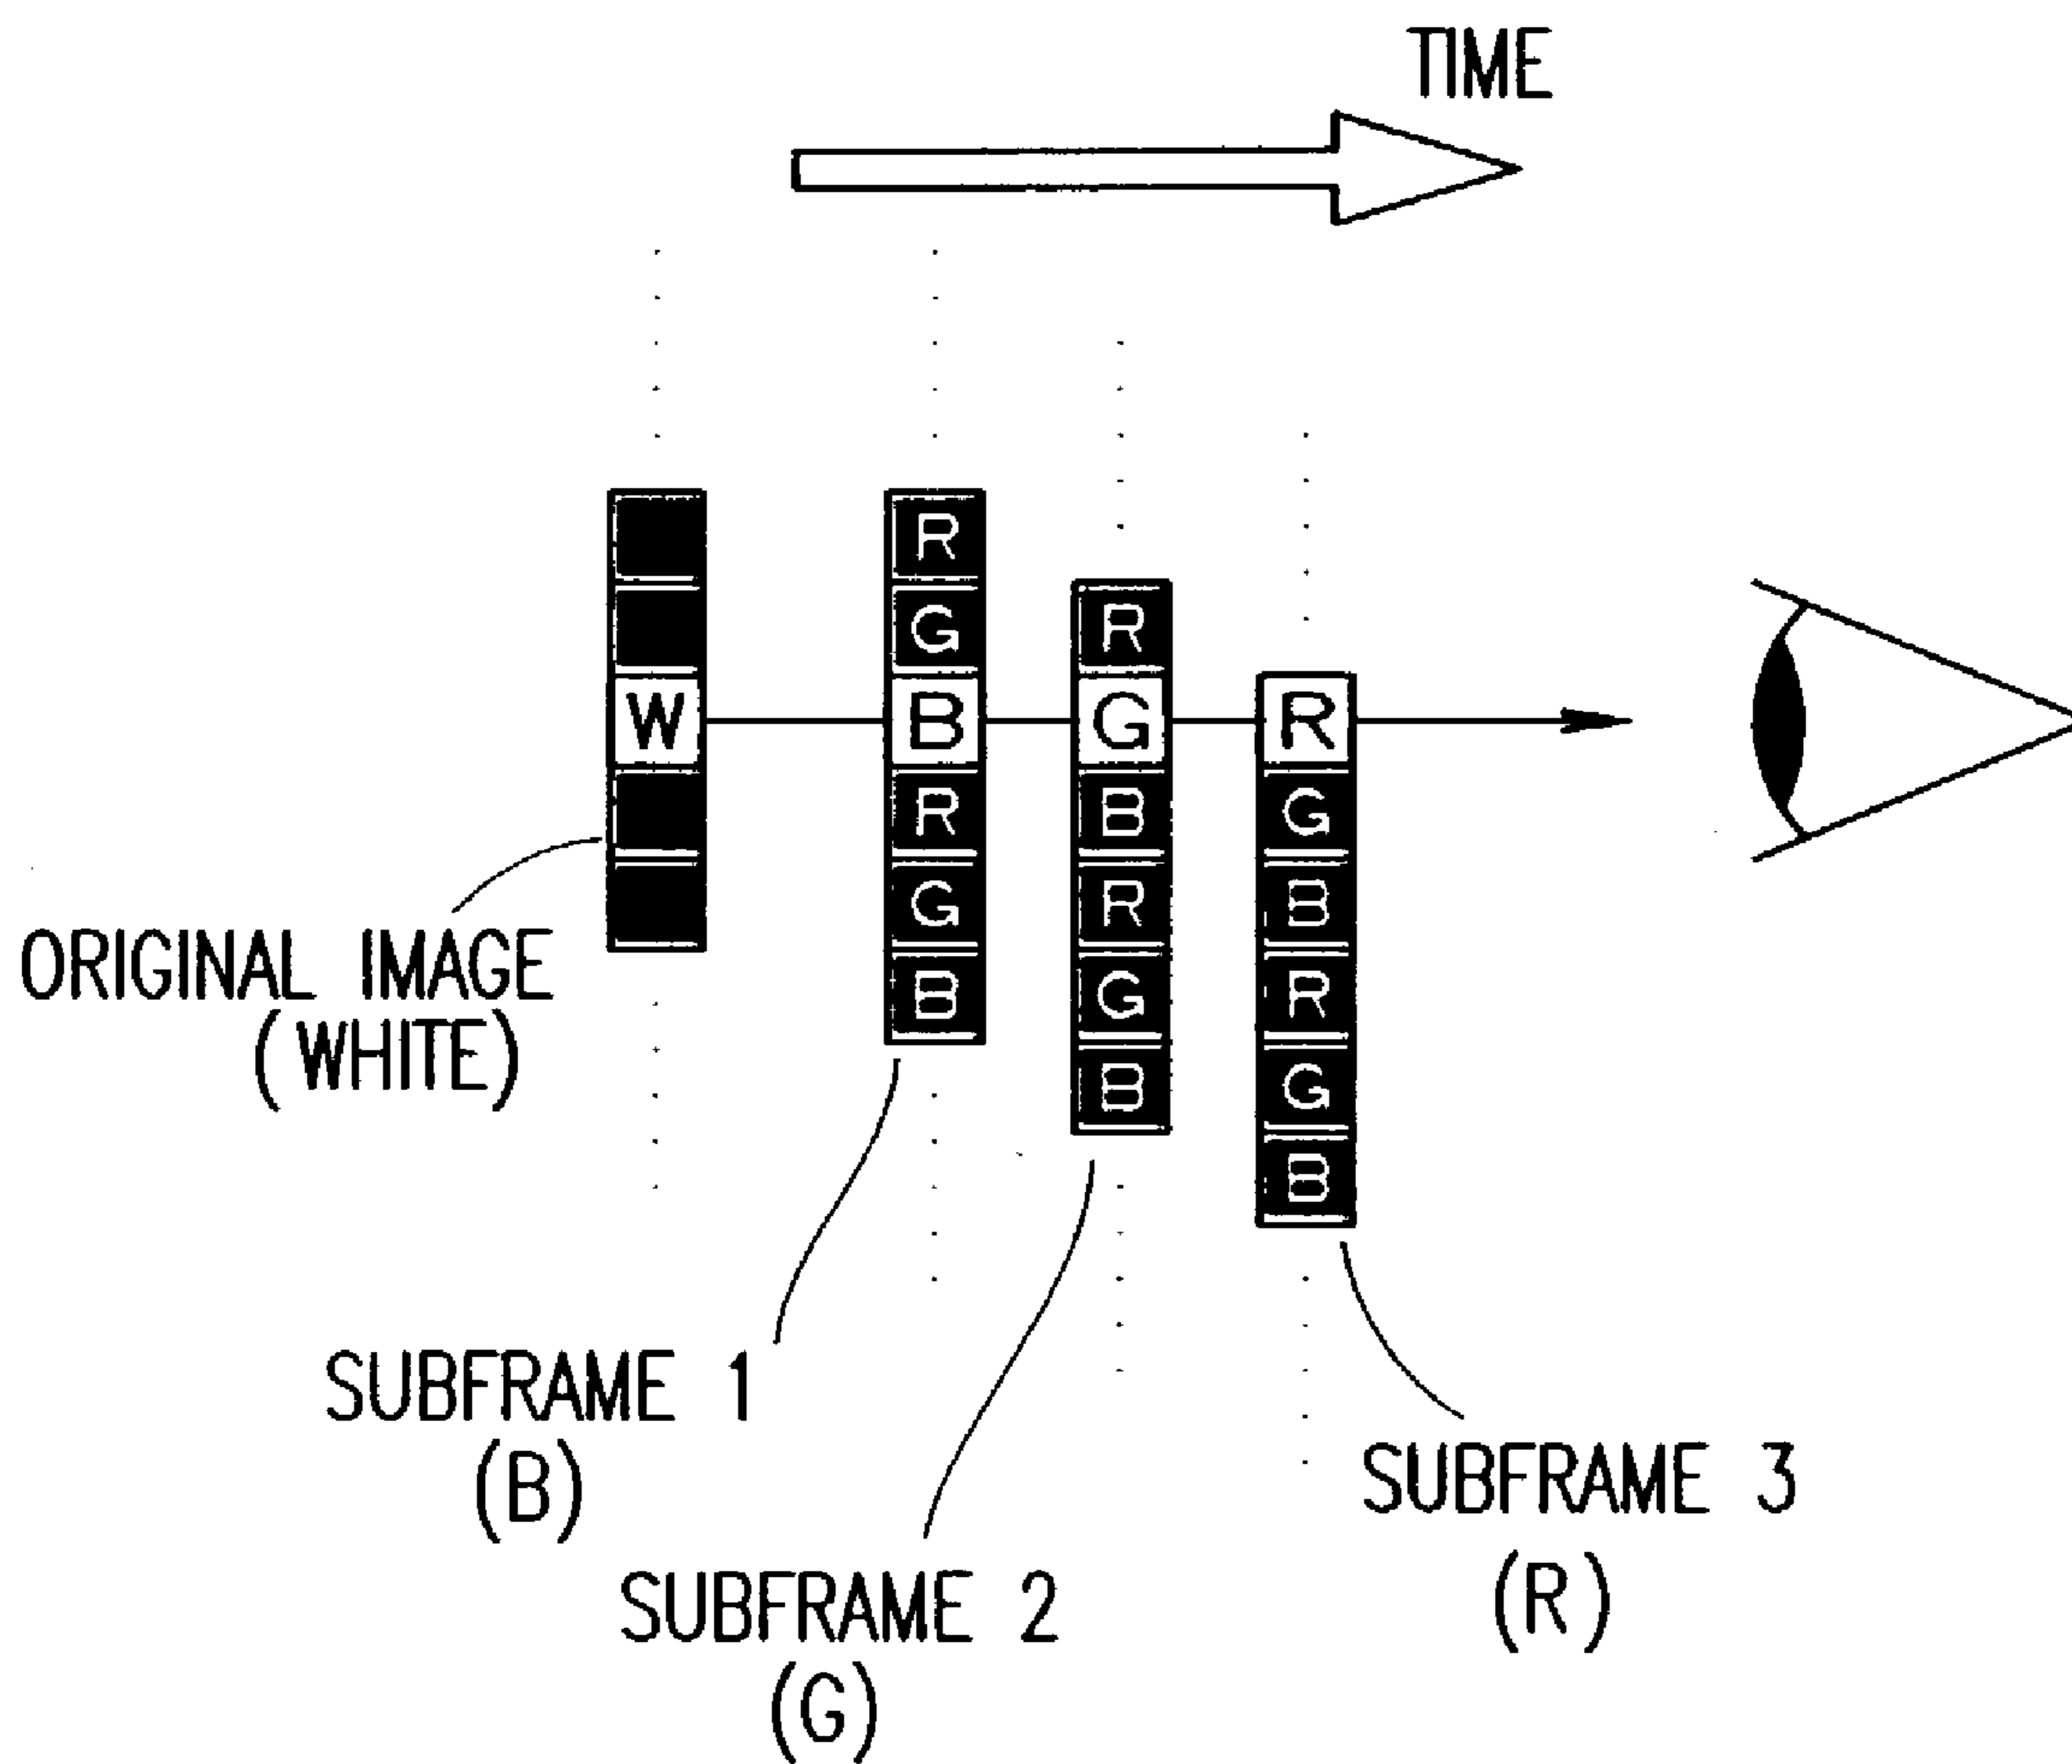 TIME
W
R
G
B
R
G
B
R
G
B
R
G
B
R
G
B
R
G
B
ORIGINAL IMAGE
(WHITE)
SUBFRAME 1
(B)
SUBFRAME 2
(G)
SUBFRAME 3
(R)